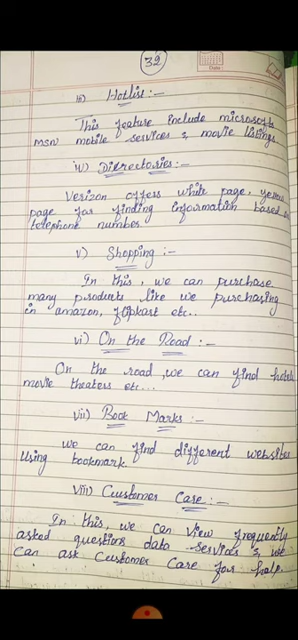 32
iii) Hotlist :-
This feature include microsoft
msn mobile services & movie listings.
iv) Directories :-
Verizon offers white page, yellow
page for finding information based on
telephone number.
v) Shopping :-
In this, we can purchase
many products like we purchasing
in amazon, flipkart etc..
vi) On the Road :-
On the road, we can find hotels
movie theaters etc...
vii) Book Marks :-
we can find different websites
Using bookmark.
viii) Customer Care :-
In this, we can view frequently
asked questions data services & we
can ask Customer Care for help.